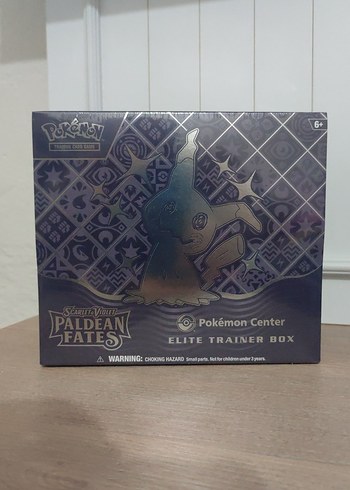 Pokémon
TRADING CARD GAME
6+
SCARLET & VIOLET
PALDEAN
FATES
Pokémon Center
ELITE TRAINER BOX
WARNING: CHOKING HAZARD Small parts. Not for children under 3 years.